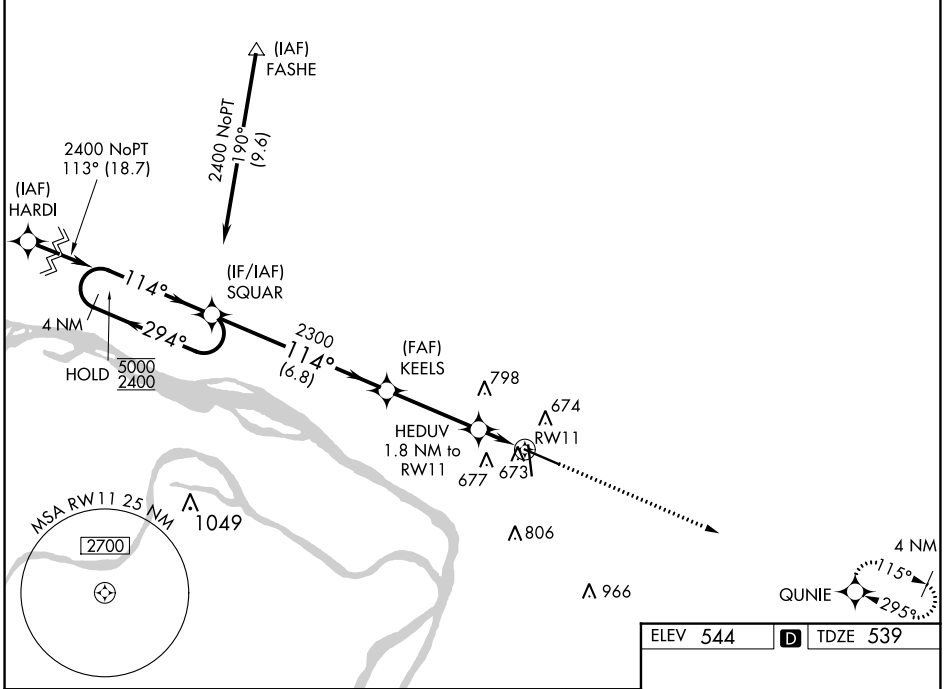 (IAF)
FASHE
2400 NoPT
190°
(9.6)
2400 NoPT
113° (18.7)
(IAF)
HARDI
114°
(IF/IAF)
SQUAR
4 NM
294°
HOLD
5000
2400
2300
114°
(6.8)
(FAF)
KEELS
798
674
HEDUV
1.8 NM to
RW11
RW11
677
673
MSA RW11 25 NM
2700
1049
806
966
4 NM
QUNIE
115°
295°
ELEV 544
D
TDZE 539